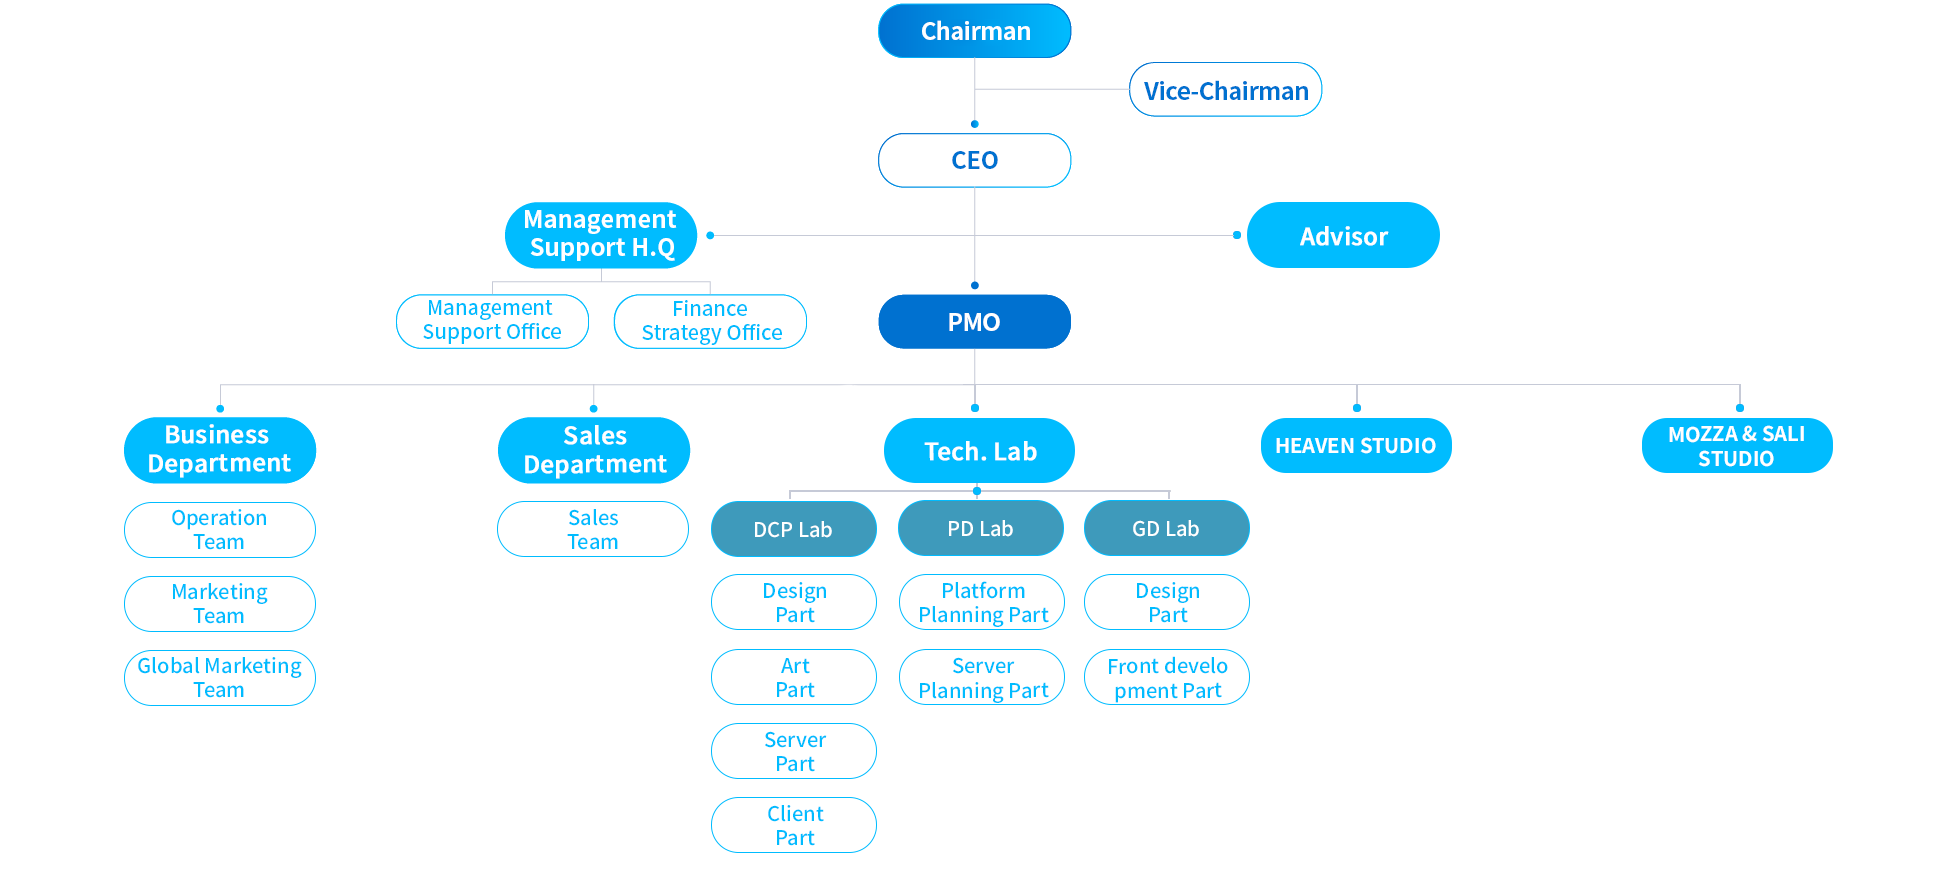 Chairman
Vice-Chairman
CEO
Management
Support H.Q
Advisor
Management
Support Office
Finance
Strategy Office
PMO
Business
Department
Sales
Department
Tech. Lab
HEAVEN STUDIO
MOZZA & SALI
STUDIO
Operation
Team
Marketing
Team
Global Marketing
Team
Sales
Team
DCP Lab
PD Lab
GD Lab
Design
Part
Art
Part
Server
Part
Client
Part
Platform
Planning Part
Server
Planning Part
Design
Part
Front develo
pment Part